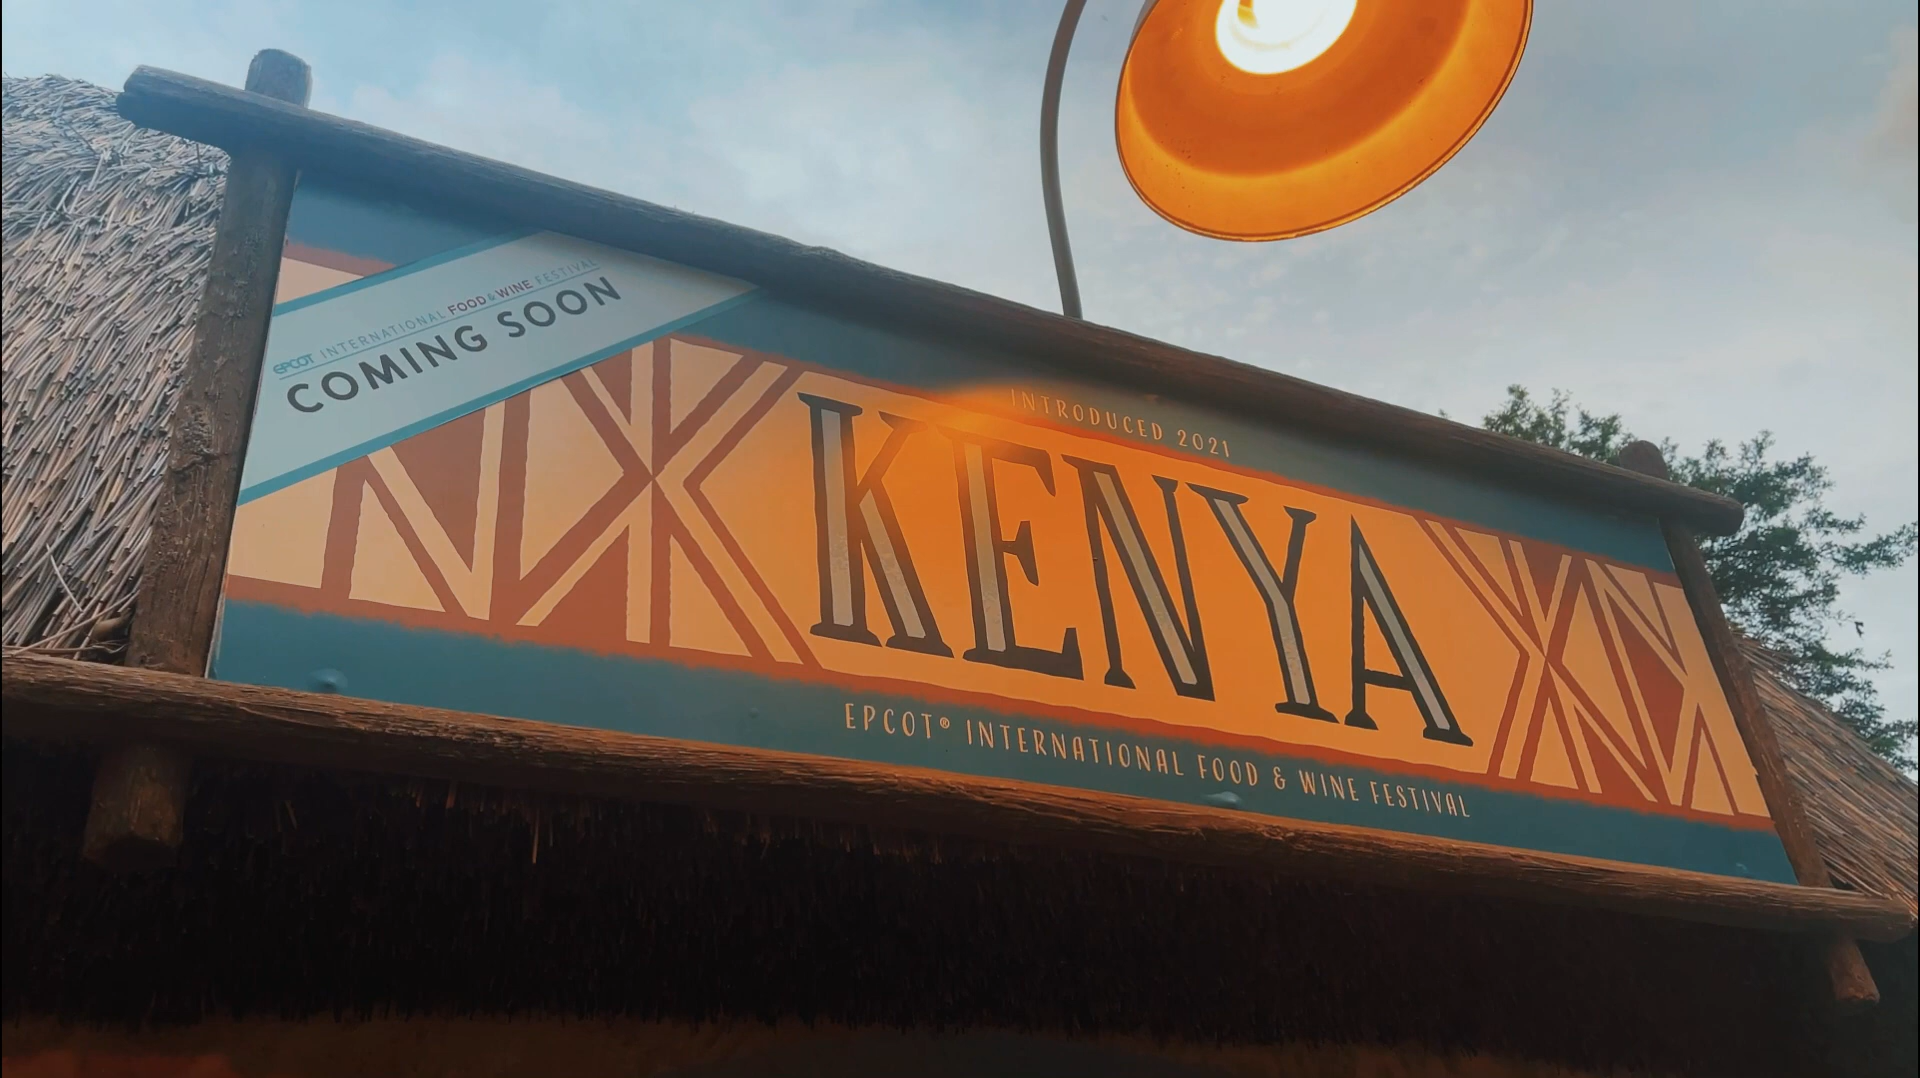 EPCOT INTERNATIONAL FOOD & WINE FESTIVAL
COMING SOON
INTRODUCED 2021
KENYA
EPCOT® INTERNATIONAL FOOD & WINE FESTIVAL